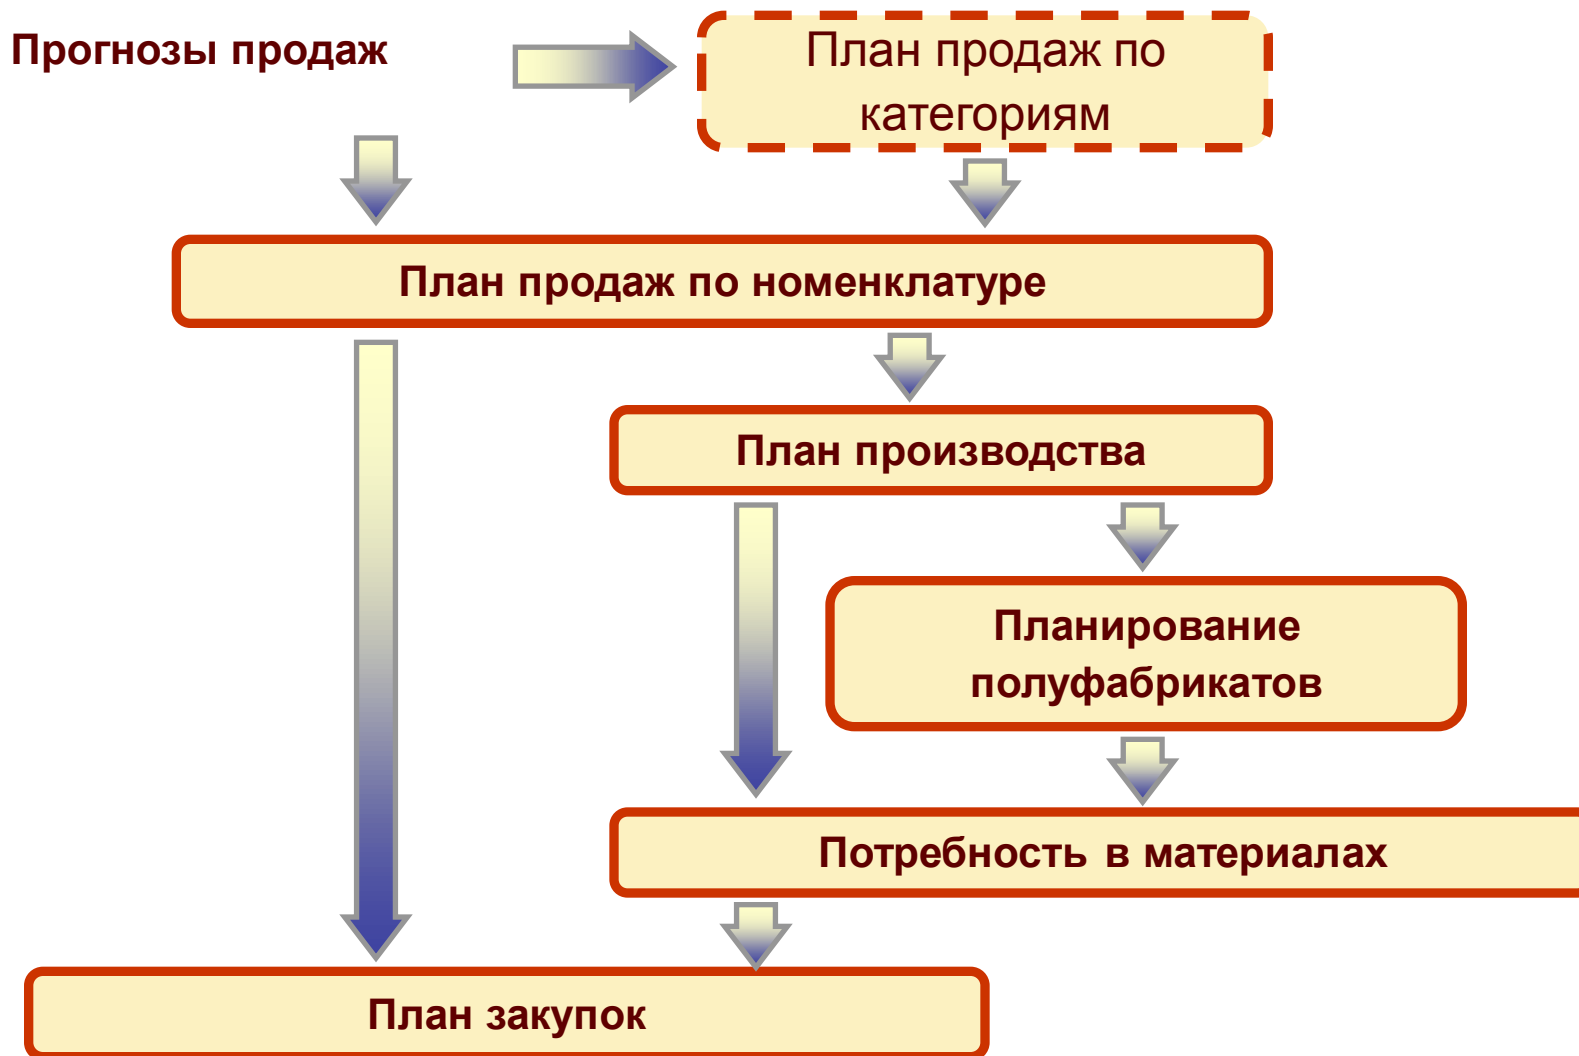 Прогнозы продаж
План продаж по
категориям
План продаж по номенклатуре
План производства
Планирование
полуфабрикатов
Потребность в материалах
План закупок